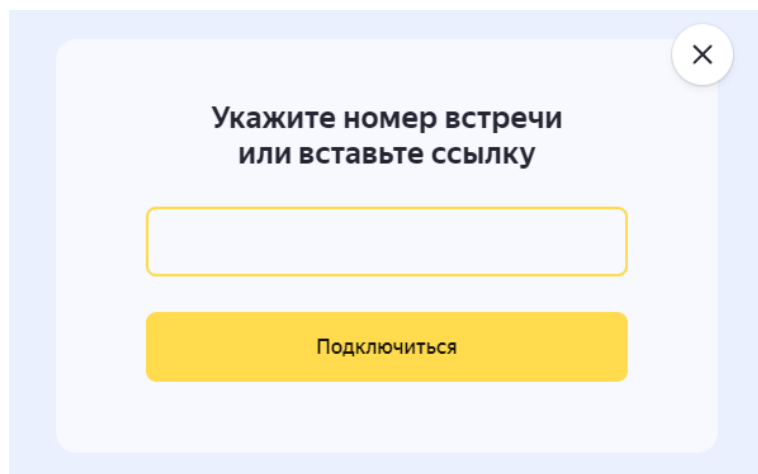 Укажите номер встречи
или вставьте ссылку
Подключиться